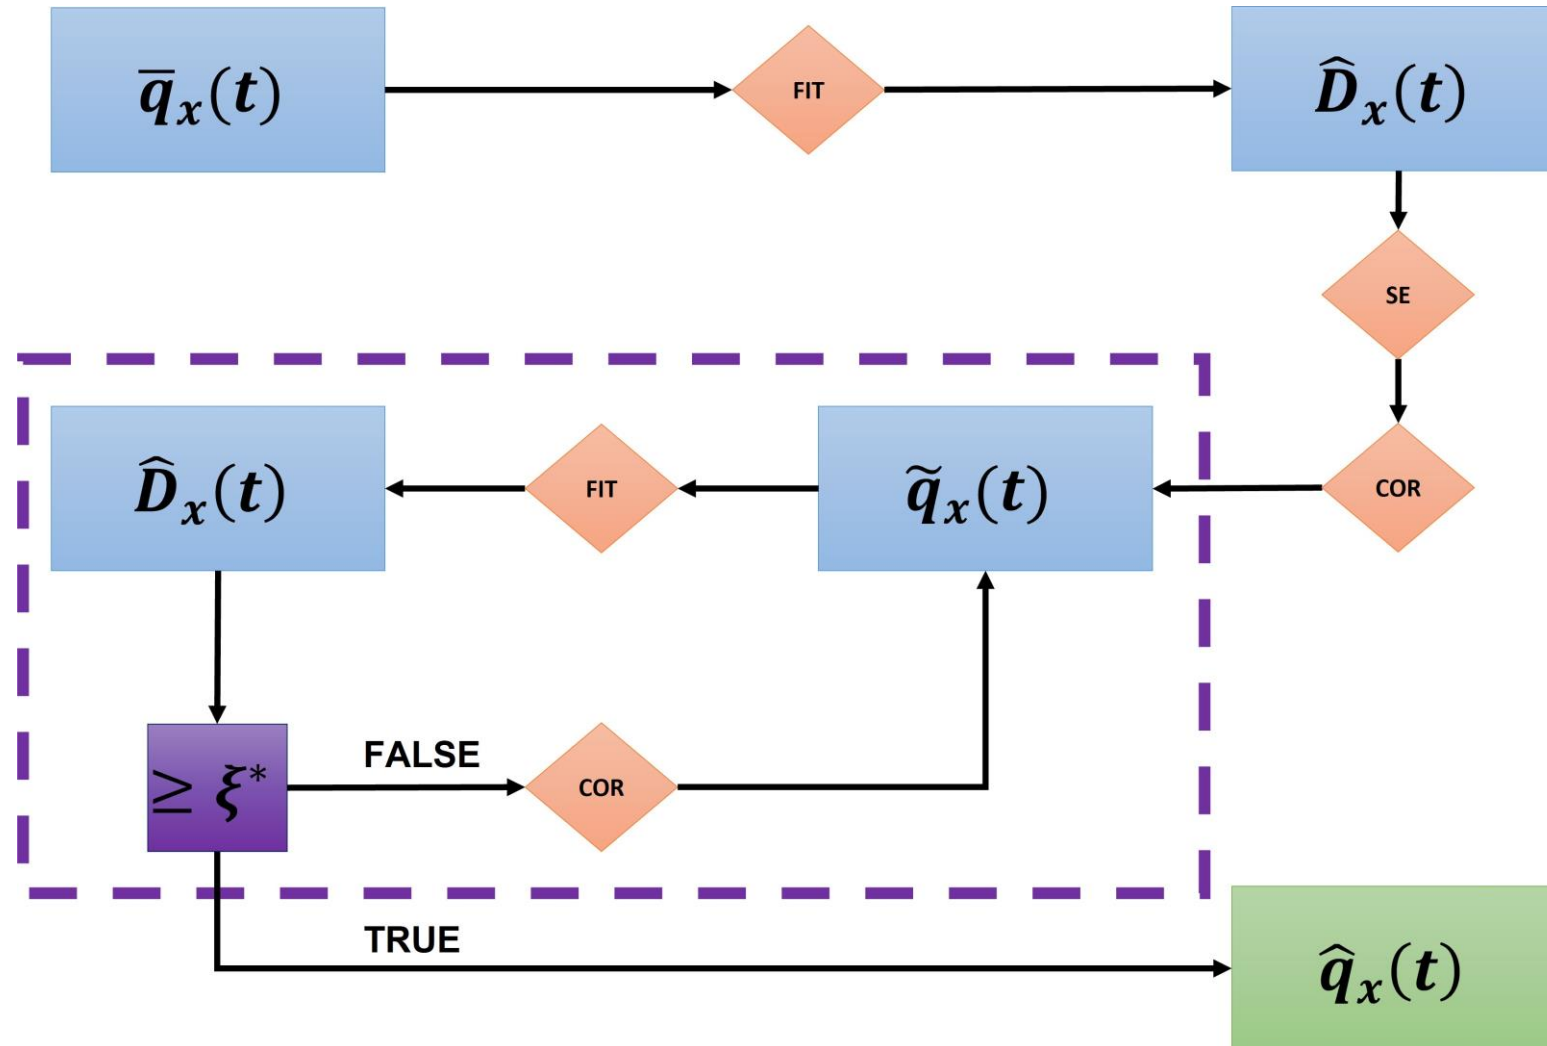 q̅ₓ(t)
FIT
D̂ₓ(t)
SE
D̂ₓ(t)
FIT
q̃ₓ(t)
COR
≥ ξ*
FALSE
COR
TRUE
q̂ₓ(t)